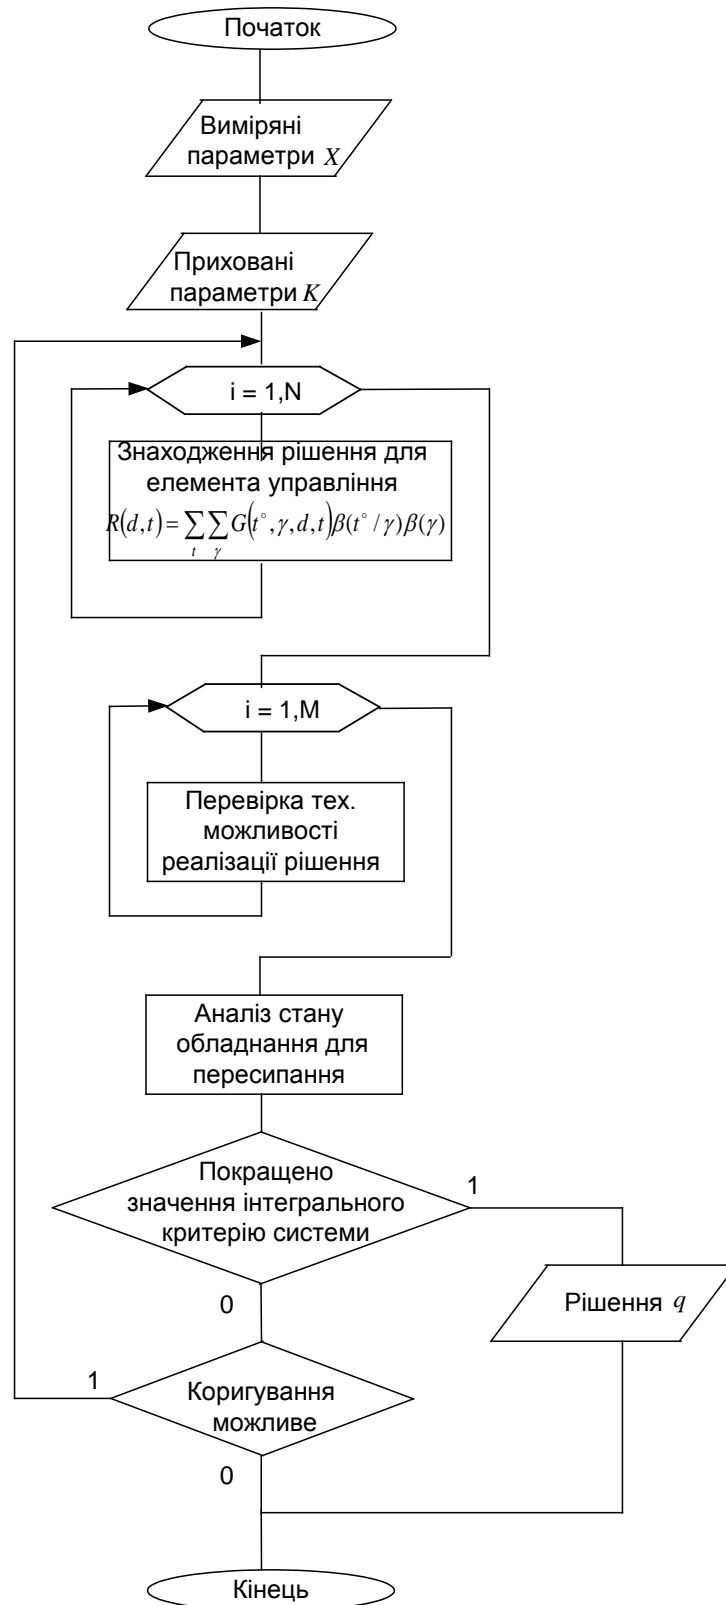 Початок
Виміряні
параметри X
Приховані
параметри K
i = 1,N
Знаходження рішення для
елемента управління
R(d,t) = ∑∑G(t°,γ,d,t)β(t°/γ)β(γ)
t γ
i = 1,M
Перевірка тех.
можливості
реалізації рішення
Аналіз стану
обладнання для
пересипання
Покращено
значення інтегрального
критерію системи
1
0
Рішення q
1
Коригування
можливе
0
Кінець